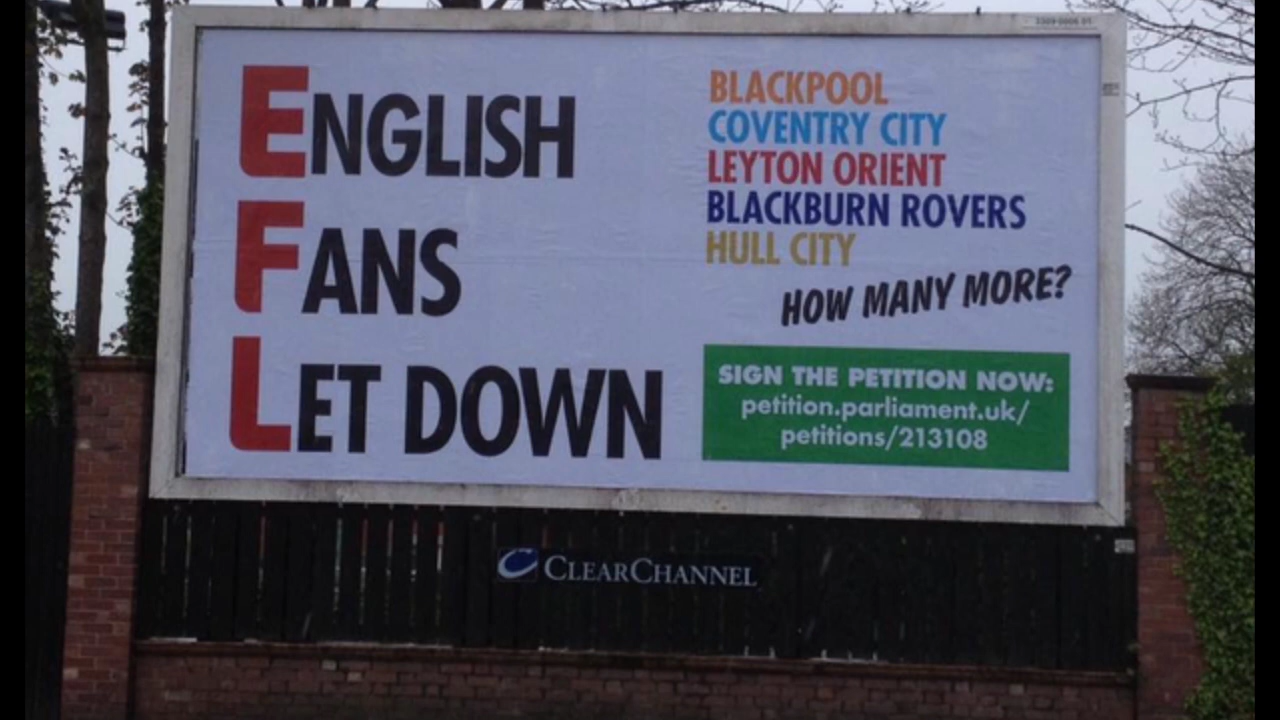 ENGLISH
FANS
LET DOWN
BLACKPOOL
COVENTRY CITY
LEYTON ORIENT
BLACKBURN ROVERS
HULL CITY
HOW MANY MORE?
SIGN THE PETITION NOW:
petition.parliament.uk/
petitions/213108
CLEARCHANNEL